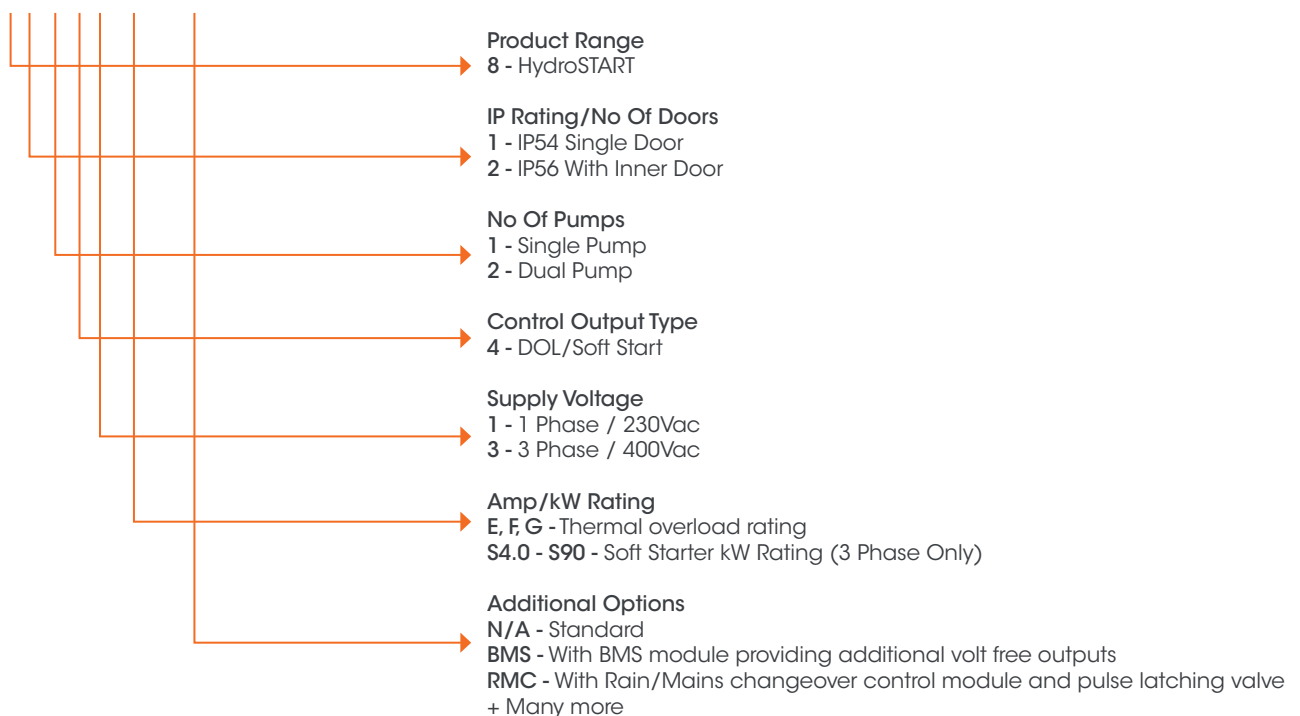 Product Range
8 - HydroSTART
IP Rating/No Of Doors
1 - IP54 Single Door
2 - IP56 With Inner Door
No Of Pumps
1 - Single Pump
2 - Dual Pump
Control Output Type
4 - DOL/Soft Start
Supply Voltage
1 - 1 Phase / 230Vac
3 - 3 Phase / 400Vac
Amp/kW Rating
E, F, G - Thermal overload rating
S4.0 - S90 - Soft Starter kW Rating (3 Phase Only)
Additional Options
N/A - Standard
BMS - With BMS module providing additional volt free outputs
RMC - With Rain/Mains changeover control module and pulse latching valve
+ Many more